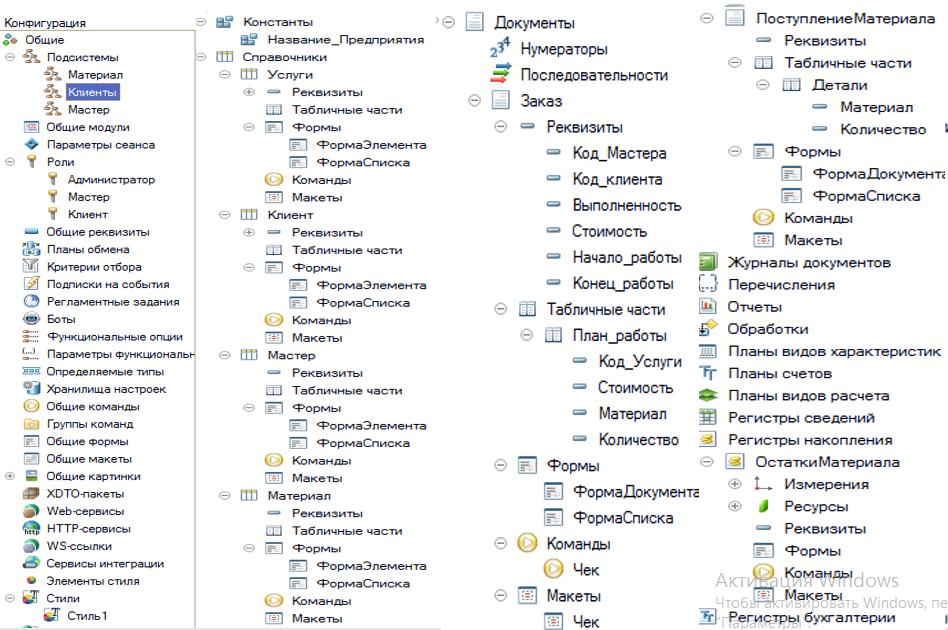 Конфигурация
Общие
Подсистемы
Материал
Клиенты
Мастер
Общие модули
Параметры сеанса
Роли
Администратор
Мастер
Клиент
Общие реквизиты
Планы обмена
Критерии отбора
Подписки на события
Регламентные задания
Боты
Функциональные опции
Параметры функциональн
Определяемые типы
Хранилища настроек
Общие команды
Группы команд
Общие формы
Общие макеты
Общие картинки
XDTO-пакеты
Web-сервисы
HTTP-сервисы
WS-ссылки
Сервисы интеграции
Элементы стиля
Стили
Стиль1
Константы
Название_Предприятия
Справочники
Услуги
Реквизиты
Табличные части
Формы
ФормаЭлемента
ФормаСписка
Команды
Макеты
Клиент
Реквизиты
Табличные части
Формы
ФормаЭлемента
ФормаСписка
Команды
Макеты
Мастер
Реквизиты
Табличные части
Формы
ФормаЭлемента
ФормаСписка
Команды
Макеты
Материал
Реквизиты
Табличные части
Формы
ФормаЭлемента
ФормаСписка
Команды
Макеты
Документы
Нумераторы
Последовательности
Заказ
Реквизиты
Код_Мастера
Код_клиента
Выполненность
Стоимость
Начало_работы
Конец_работы
Табличные части
План_работы
Код_Услуги
Стоимость
Материал
Количество
Формы
ФормаДокумента
ФормаСписка
Команды
Чек
Макеты
Чек
ПоступлениеМатериала
Реквизиты
Табличные части
Детали
Материал
Количество
Формы
ФормаДокумента
ФормаСписка
Команды
Макеты
Журналы документов
Перечисления
Отчеты
Обработки
Планы видов характеристик
Планы счетов
Планы видов расчета
Регистры сведений
Регистры накопления
ОстаткиМатериала
Измерения
Ресурсы
Реквизиты
Формы
Команды
Макеты
Регистры бухгалтерии
Активация Windows
Чтобы активировать Windows, пе
"Параметры".